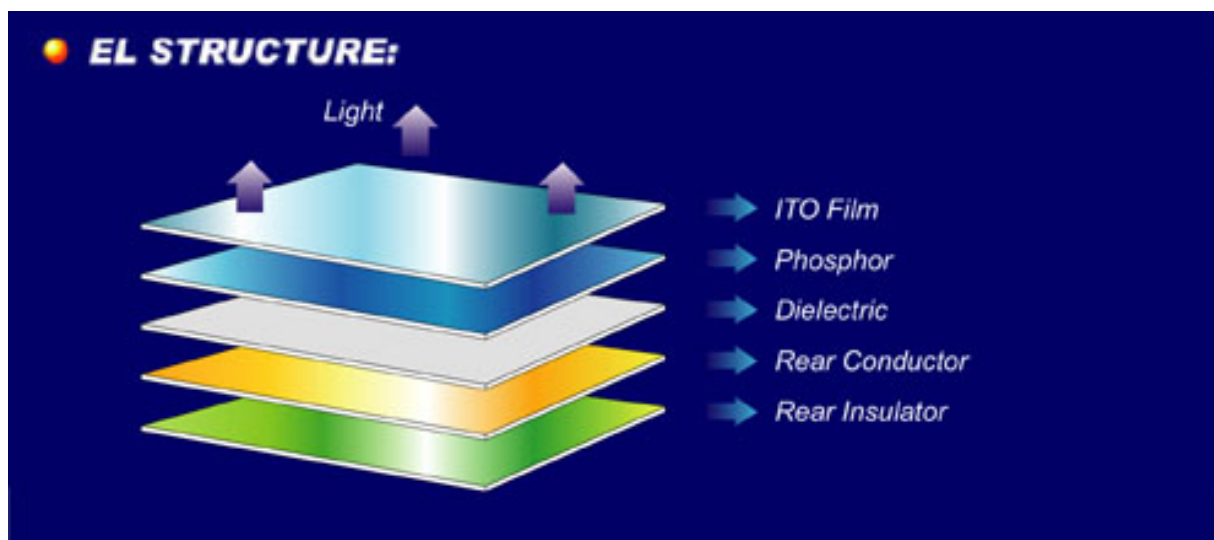 EL STRUCTURE:
Light
ITO Film
Phosphor
Dielectric
Rear Conductor
Rear Insulator